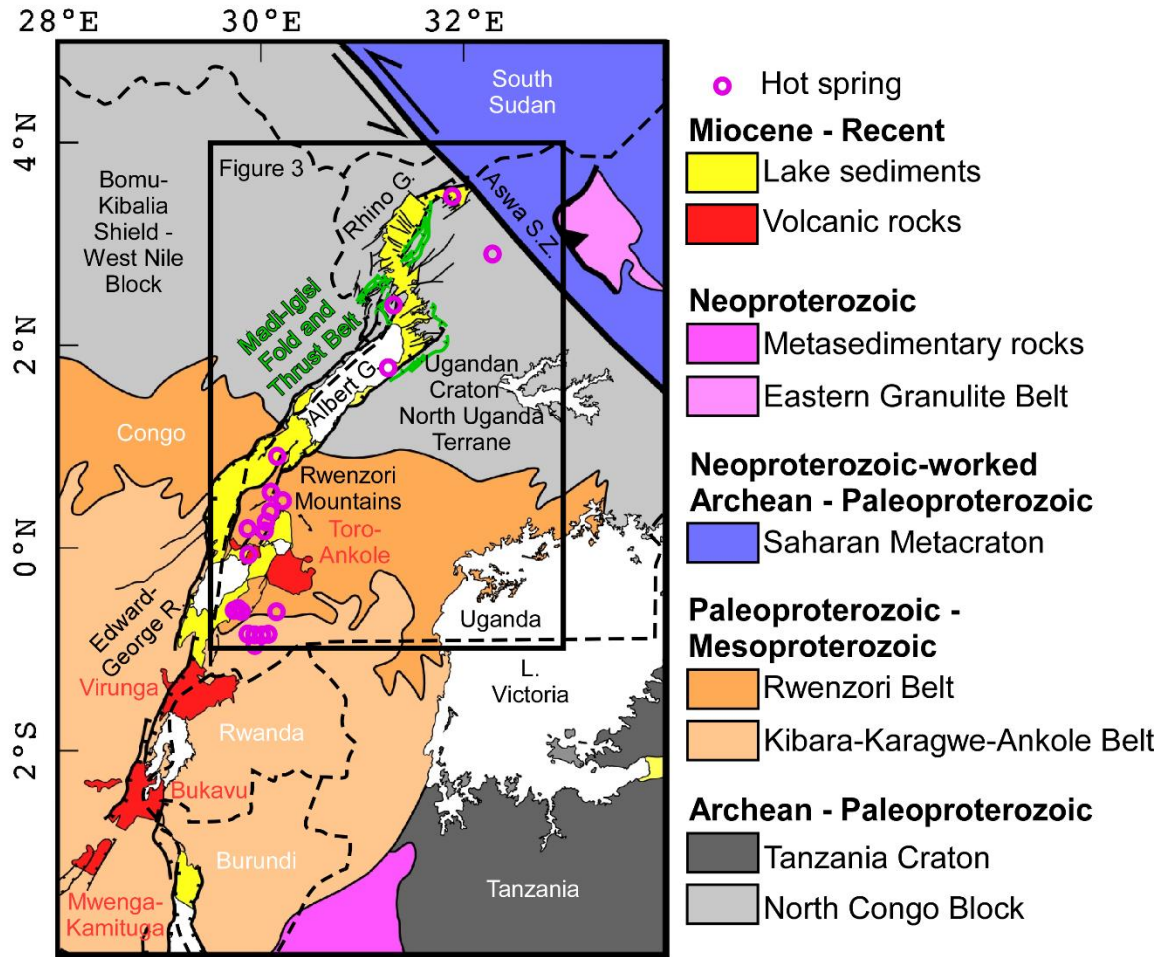 28°E 30°E 32°E
4°N
2°N
0°N
2°S
South
Sudan
Figure 3
Bomu-
Kibalia
Shield -
West Nile
Block
Rhino G.
Aswa S.Z.
Madi-Igisi
Fold and
Thrust Belt
Albert G.
Ugandan
Craton
North Uganda
Terrane
Congo
Rwenzori
Mountains
Toro-
Ankole
Edward-
George R.
Uganda
L.
Victoria
Virunga
Rwanda
Bukavu
Burundi
Tanzania
Mwenga-
Kamituga
Hot spring
Miocene - Recent
Lake sediments
Volcanic rocks
Neoproterozoic
Metasedimentary rocks
Eastern Granulite Belt
Neoproterozoic-worked
Archean - Paleoproterozoic
Saharan Metacraton
Paleoproterozoic -
Mesoproterozoic
Rwenzori Belt
Kibara-Karagwe-Ankole Belt
Archean - Paleoproterozoic
Tanzania Craton
North Congo Block